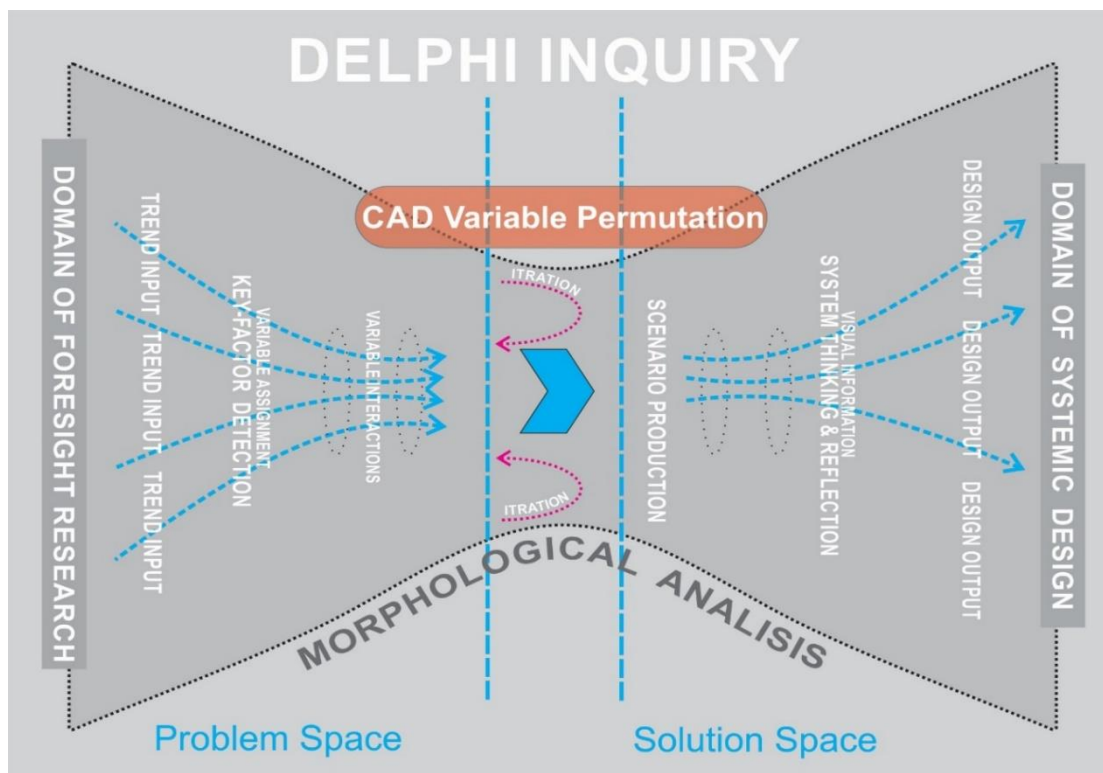 DELPHI INQUIRY
CAD Variable Permutation
DOMAIN OF FORESIGHT RESEARCH
TREND INPUT
TREND INPUT
TREND INPUT
VARIABLE ASSIGNMENT
KEY-FACTOR DETECTION
VARIABLE INTERACTIONS
ITRATION
ITRATION
SCENARIO PRODUCTION
VISUAL INFORMATION
SYSTEM THINKING & REFLECTION
DESIGN OUTPUT
DESIGN OUTPUT
DESIGN OUTPUT
DOMAIN OF SYSTEMIC DESIGN
MORPHOLOGICAL ANALISIS
Problem Space
Solution Space